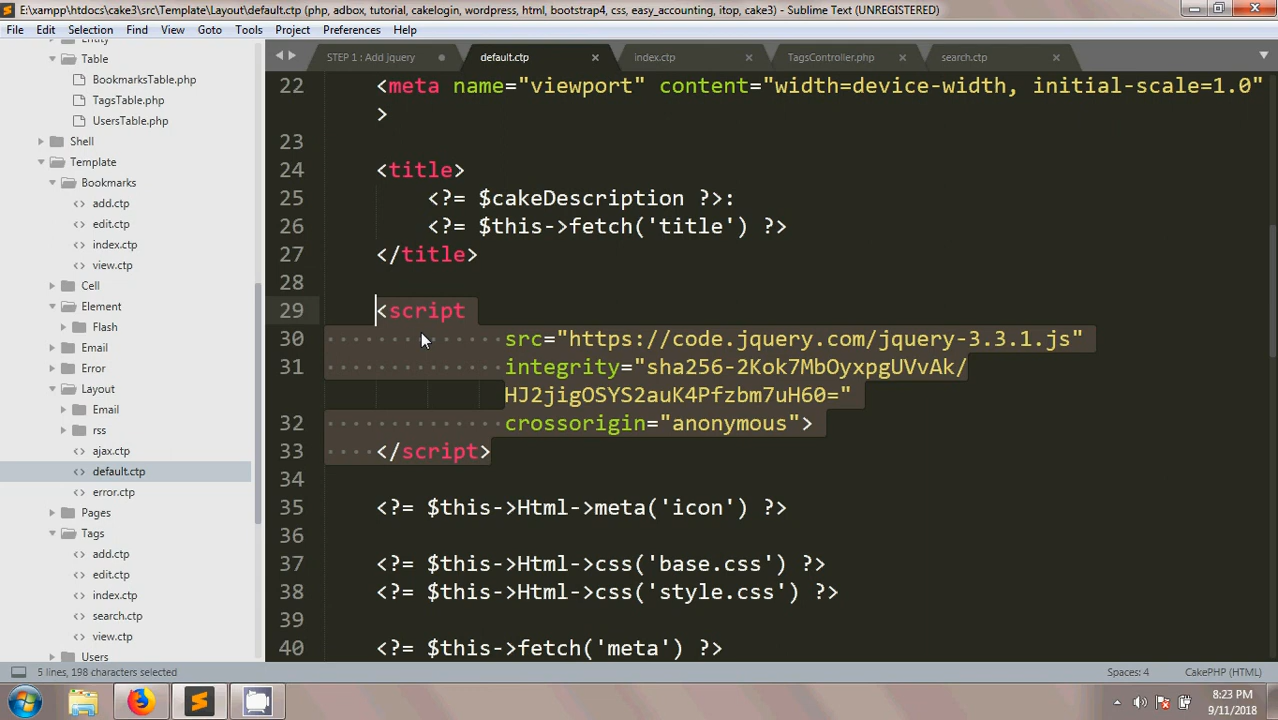 E:\xampp\htdocs\cake3\src\Template\Layout\default.ctp (php, adbox, tutorial, cakelogin, wordpress, html, bootstrap4, css, easy_accounting, itop, cake3) - Sublime Text (UNREGISTERED)
File Edit Selection Find View Goto Tools Project Preferences Help
STEP 1 : Add jquery default.ctp × index.ctp × TagsController.php × search.ctp ×
Table
BookmarksTable.php
TagsTable.php
UsersTable.php
Shell
Template
Bookmarks
<> add.ctp
<> edit.ctp
<> index.ctp
<> view.ctp
Cell
Element
Flash
Email
Error
Layout
Email
rss
<> ajax.ctp
<> default.ctp
<> error.ctp
Pages
Tags
<> add.ctp
<> edit.ctp
<> index.ctp
<> search.ctp
<> view.ctp
Users
22 <meta name="viewport" content="width=device-width, initial-scale=1.0"
>
23
24 <title>
25 <?= $cakeDescription ?>:
26 <?= $this->fetch('title') ?>
27 </title>
28
29 <script
30 src="https://code.jquery.com/jquery-3.3.1.js"
31 integrity="sha256-2Kok7MbOyxpgUVvAk/
HJ2jigOSYS2auK4Pfzbm7uH60="
32 crossorigin="anonymous">
33 </script>
34
35 <?= $this->Html->meta('icon') ?>
36
37 <?= $this->Html->css('base.css') ?>
38 <?= $this->Html->css('style.css') ?>
39
40 <?= $this->fetch('meta') ?>
5 lines, 198 characters selected Spaces: 4 CakePHP (HTML)
8:23 PM
9/11/2018